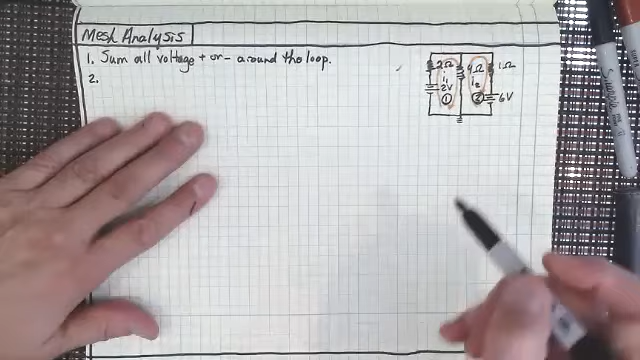 Mesh Analysis
1. Sum all voltage + or - around the loop.
2.
2Ω
4Ω
1Ω
i₁
i₂
2V
1
2
6V